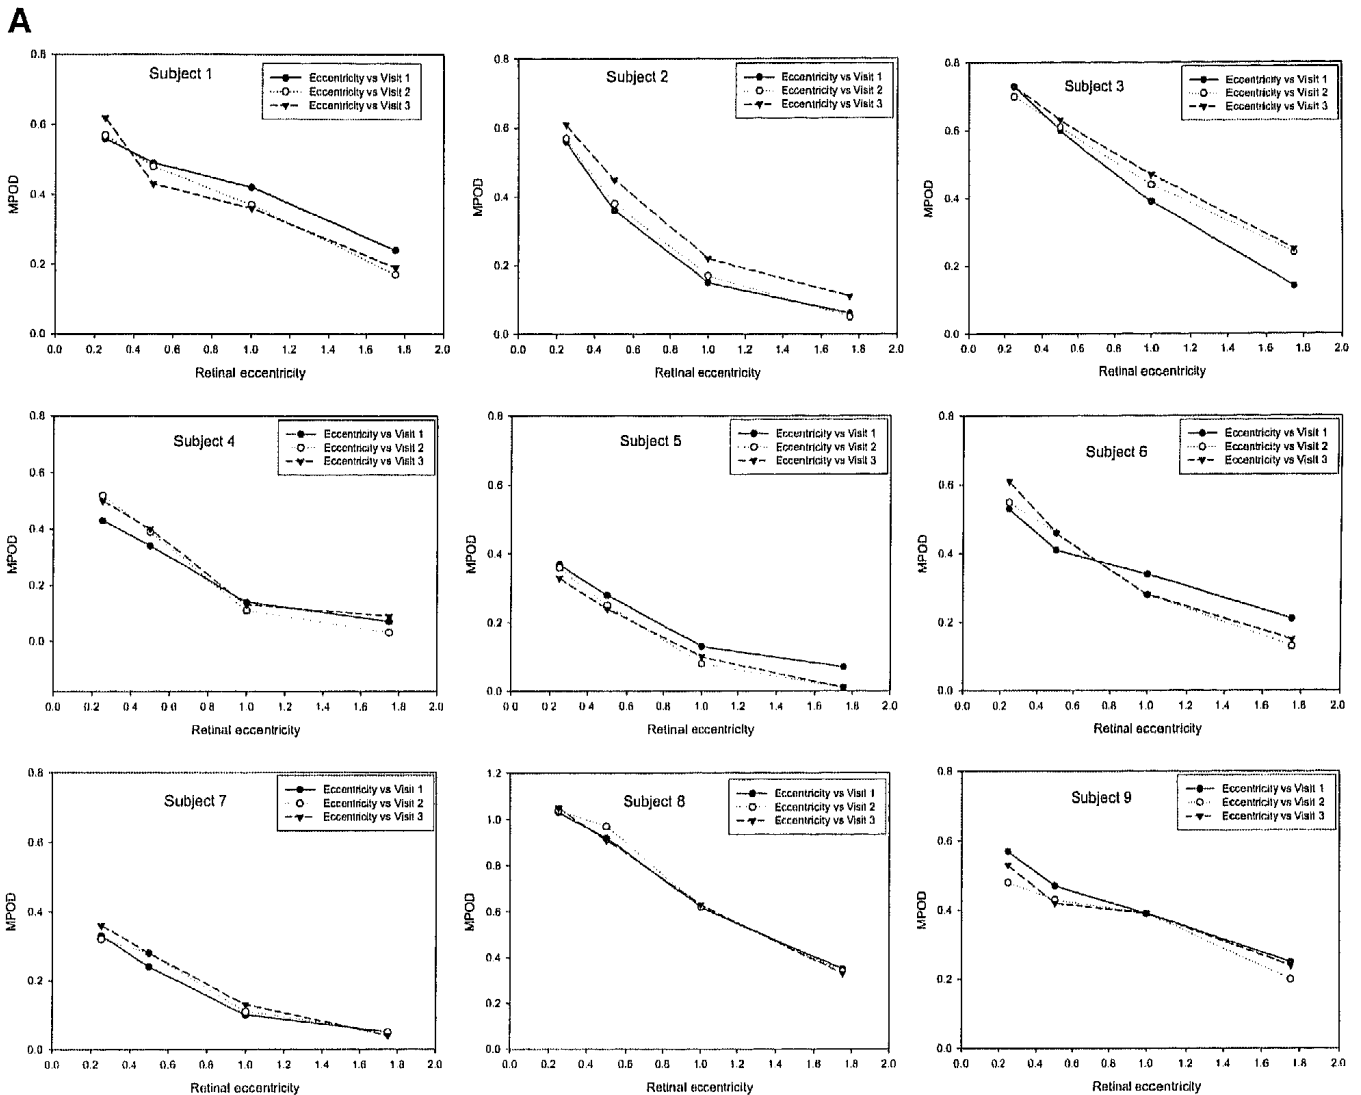 A
Subject 1
Eccentricity vs Visit 1
Eccentricity vs Visit 2
Eccentricity vs Visit 3
MPOD
0.8
0.6
0.4
0.2
0.0
0.0 0.2 0.4 0.6 0.8 1.0 1.2 1.4 1.6 1.8 2.0
Retinal eccentricity
Subject 2
Eccentricity vs Visit 1
Eccentricity vs Visit 2
Eccentricity vs Visit 3
MPOD
0.8
0.6
0.4
0.2
0.0
0.0 0.2 0.4 0.6 0.8 1.0 1.2 1.4 1.6 1.8 2.0
Retinal eccentricity
Subject 3
Eccentricity vs Visit 1
Eccentricity vs Visit 2
Eccentricity vs Visit 3
MPOD
0.8
0.6
0.4
0.2
0.0
0.0 0.2 0.4 0.6 0.8 1.0 1.2 1.4 1.6 1.8 2.0
Retinal eccentricity
Subject 4
Eccentricity vs Visit 1
Eccentricity vs Visit 2
Eccentricity vs Visit 3
MPOD
0.8
0.6
0.4
0.2
0.0
0.0 0.2 0.4 0.6 0.8 1.0 1.2 1.4 1.6 1.8 2.0
Retinal eccentricity
Subject 5
Eccentricity vs Visit 1
Eccentricity vs Visit 2
Eccentricity vs Visit 3
MPOD
0.8
0.6
0.4
0.2
0.0
0.0 0.2 0.4 0.6 0.8 1.0 1.2 1.4 1.6 1.8 2.0
Retinal eccentricity
Subject 6
Eccentricity vs Visit 1
Eccentricity vs Visit 2
Eccentricity vs Visit 3
MPOD
0.8
0.6
0.4
0.2
0.0
0.0 0.2 0.4 0.6 0.8 1.0 1.2 1.4 1.6 1.8 2.0
Retinal eccentricity
Subject 7
Eccentricity vs Visit 1
Eccentricity vs Visit 2
Eccentricity vs Visit 3
MPOD
0.8
0.6
0.4
0.2
0.0
0.0 0.2 0.4 0.6 0.8 1.0 1.2 1.4 1.6 1.8 2.0
Retinal eccentricity
Subject 8
Eccentricity vs Visit 1
Eccentricity vs Visit 2
Eccentricity vs Visit 3
MPOD
1.2
1.0
0.8
0.6
0.4
0.2
0.0
0.0 0.2 0.4 0.6 0.8 1.0 1.2 1.4 1.6 1.8 2.0
Retinal eccentricity
Subject 9
Eccentricity vs Visit 1
Eccentricity vs Visit 2
Eccentricity vs Visit 3
MPOD
0.8
0.6
0.4
0.2
0.0
0.0 0.2 0.4 0.6 0.8 1.0 1.2 1.4 1.6 1.8 2.0
Retinal eccentricity